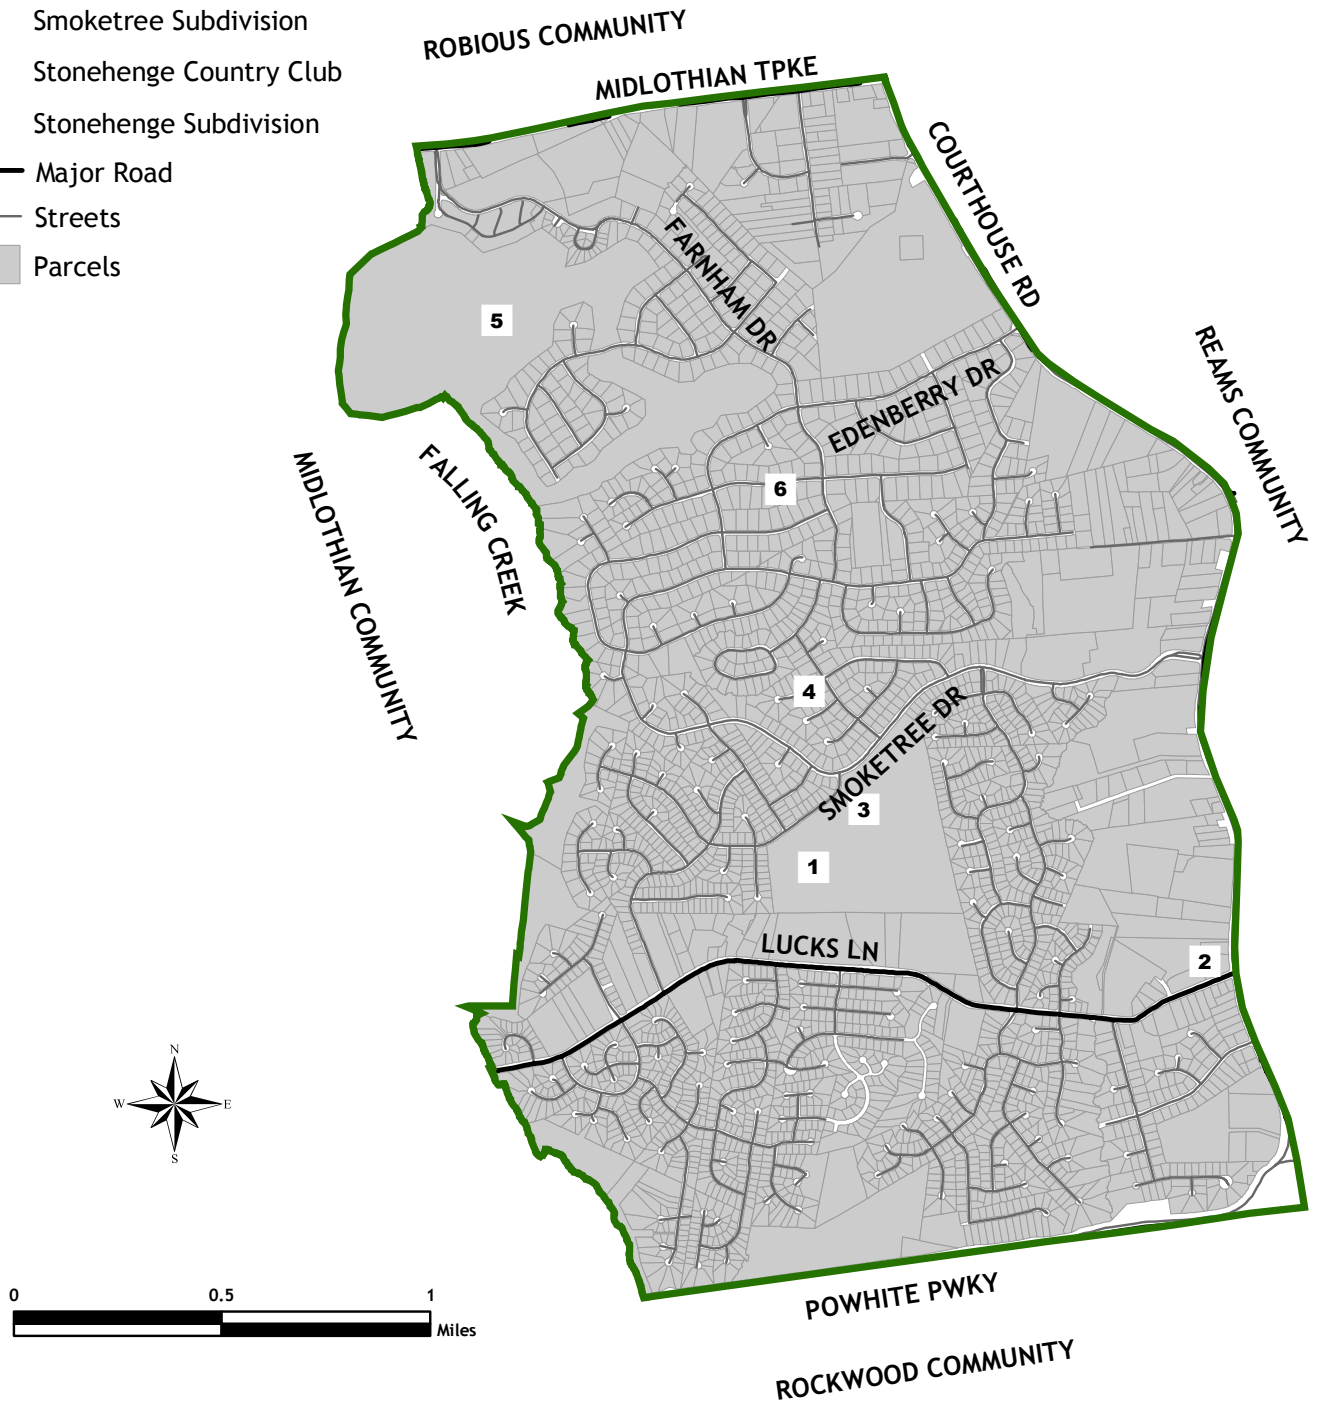 Smoketree Subdivision
Stonehenge Country Club
Stonehenge Subdivision
Major Road
Streets
Parcels
ROBIOUS COMMUNITY
MIDLOTHIAN TPKE
COURTHOUSE RD
REAMS COMMUNITY
FARNHAM DR
5
EDENBERRY DR
MIDLOTHIAN COMMUNITY
FALLING CREEK
6
4
SMOKETREE DR
3
1
LUCKS LN
2
N
W
E
S
0 0.5 1
Miles
POWHITE PWKY
ROCKWOOD COMMUNITY